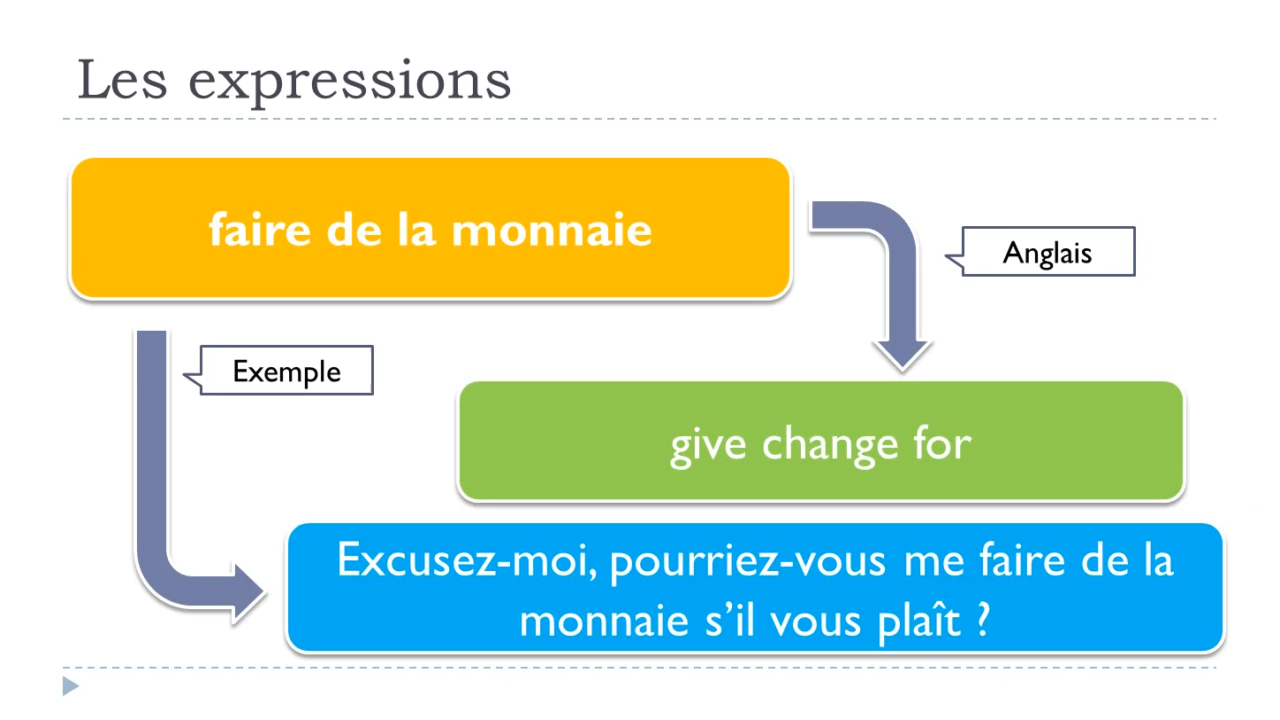 Les expressions
faire de la monnaie
Anglais
Exemple
give change for
Excusez-moi, pourriez-vous me faire de la
monnaie s’il vous plaît ?